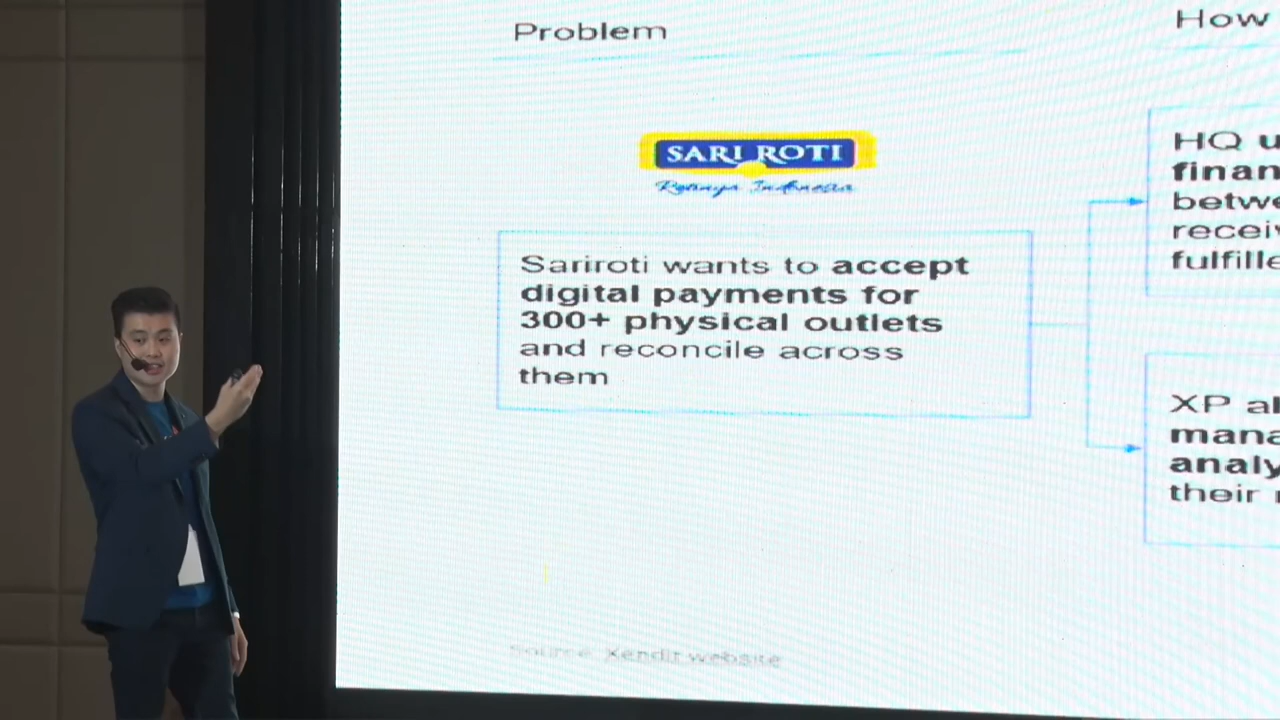 Problem
How
SARI ROTI
Rotinya Indonesia
Sariroti wants to accept
digital payments for
300+ physical outlets
and reconcile across
them
HQ u
finan
betwe
receiv
fulfille
XP al
mana
analy
their
Source: Xendit website